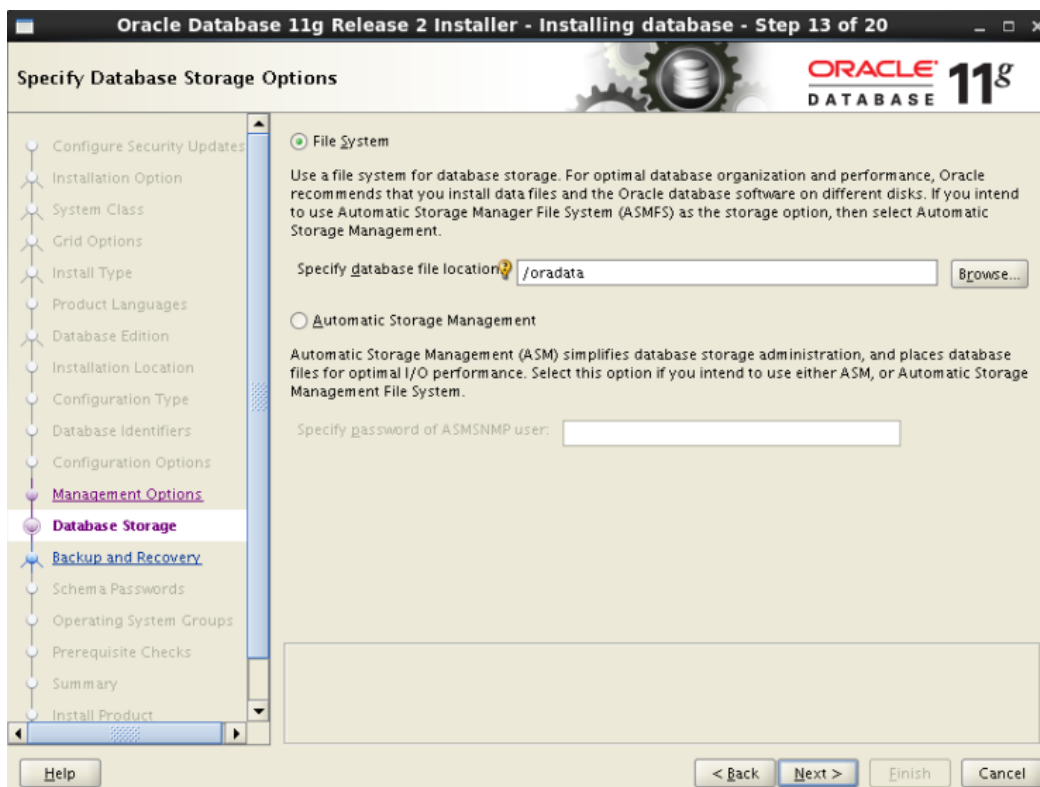 Oracle Database 11g Release 2 Installer - Installing database - Step 13 of 20
Specify Database Storage Options
ORACLE
DATABASE
11g
Configure Security Updates
Installation Option
System Class
Grid Options
Install Type
Product Languages
Database Edition
Installation Location
Configuration Type
Database Identifiers
Configuration Options
Management Options
Database Storage
Backup and Recovery
Schema Passwords
Operating System Groups
Prerequisite Checks
Summary
Install Product
File System
Use a file system for database storage. For optimal database organization and performance, Oracle
recommends that you install data files and the Oracle database software on different disks. If you intend
to use Automatic Storage Manager File System (ASMFS) as the storage option, then select Automatic
Storage Management.
Specify database file location
/oradata
Browse...
Automatic Storage Management
Automatic Storage Management (ASM) simplifies database storage administration, and places database
files for optimal I/O performance. Select this option if you intend to use either ASM, or Automatic Storage
Management File System.
Specify password of ASMSNMP user:
Help
< Back
Next >
Finish
Cancel